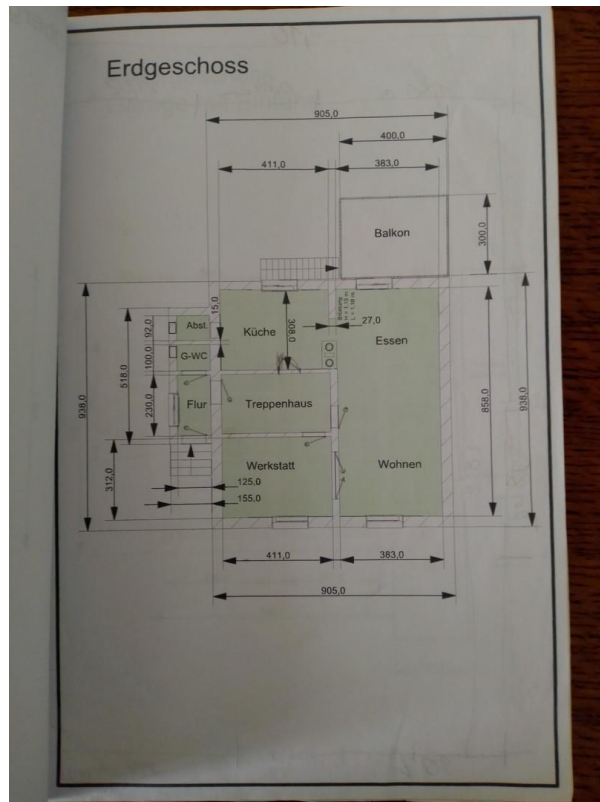 Erdgeschoss
905,0
400,0
411,0
383,0
Balkon
300,0
15,0
Abst.
92,0
Küche
308,0
27,0
Essen
G-WC
100,0
518,0
938,0
858,0
938,0
230,0
Flur
Treppenhaus
312,0
Werkstatt
Wohnen
125,0
155,0
411,0
383,0
905,0